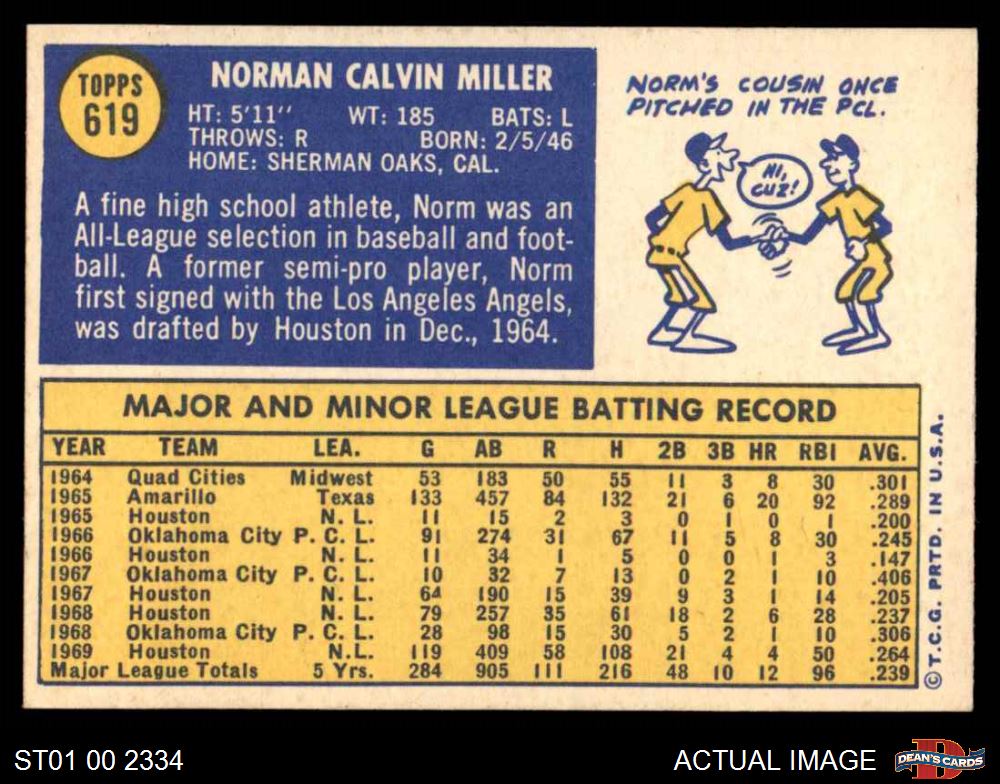 TOPPS
619
NORMAN CALVIN MILLER
HT: 5'11" WT: 185 BATS: L
THROWS: R BORN: 2/5/46
HOME: SHERMAN OAKS, CAL.
A fine high school athlete, Norm was an
All-League selection in baseball and foot-
ball. A former semi-pro player, Norm
first signed with the Los Angeles Angels,
was drafted by Houston in Dec., 1964.
NORM'S COUSIN ONCE
PITCHED IN THE PCL.
HI,
CUZ!
MAJOR AND MINOR LEAGUE BATTING RECORD
YEAR TEAM LEA. G AB R H 2B 3B HR RBI AVG.
1964 Quad Cities Midwest 53 183 50 55 11 3 8 30 .301
1965 Amarillo Texas 133 457 84 132 21 6 20 92 .289
1965 Houston N. L. 11 15 2 3 0 1 0 1 .200
1966 Oklahoma City P. C. L. 91 274 31 67 11 5 8 30 .245
1966 Houston N. L. 11 34 1 5 0 0 1 3 .147
1967 Oklahoma City P. C. L. 10 32 7 13 0 2 1 10 .406
1967 Houston N. L. 64 190 15 39 9 3 1 14 .205
1968 Houston N. L. 79 257 35 61 18 2 6 28 .237
1968 Oklahoma City P. C. L. 28 98 15 30 5 2 1 10 .306
1969 Houston N.L. 119 409 58 108 21 4 4 50 .264
Major League Totals 5 Yrs. 284 905 111 216 48 10 12 96 .239
© T.C.G. PRTD. IN U.S.A.
ST01 00 2334
ACTUAL IMAGE
D
DEAN'S CARDS